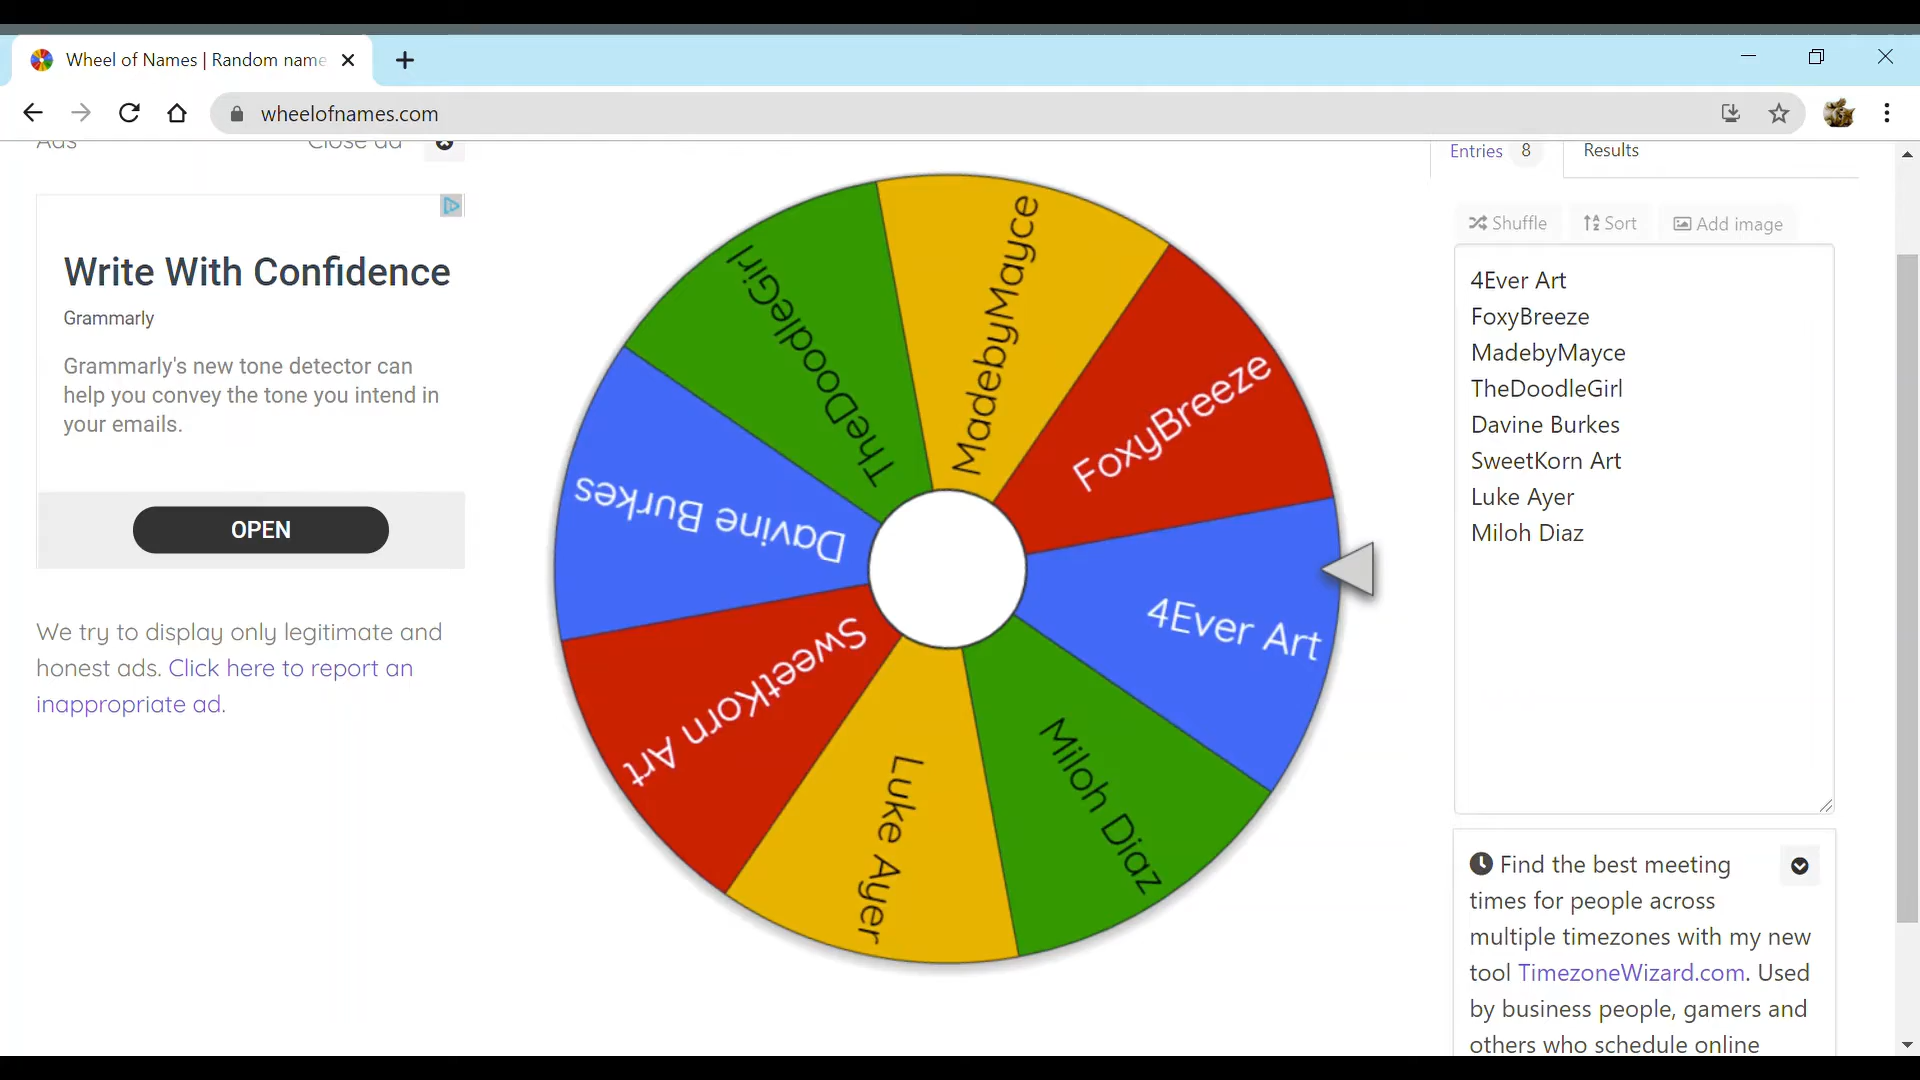 Wheel of Names | Random name
wheelofnames.com
Ads
Close ad
Write With Confidence
Grammarly
Grammarly's new tone detector can
help you convey the tone you intend in
your emails.
OPEN
We try to display only legitimate and
honest ads. Click here to report an
inappropriate ad.
MadebyMayce
FoxyBreeze
4Ever Art
Miloh Diaz
Luke Ayer
SweetKorn Art
Davine Burkes
TheDoodleGirl
Entries 8 Results
Shuffle Sort Add image
4Ever Art
FoxyBreeze
MadebyMayce
TheDoodleGirl
Davine Burkes
SweetKorn Art
Luke Ayer
Miloh Diaz
Find the best meeting
times for people across
multiple timezones with my new
tool TimezoneWizard.com. Used
by business people, gamers and
others who schedule online